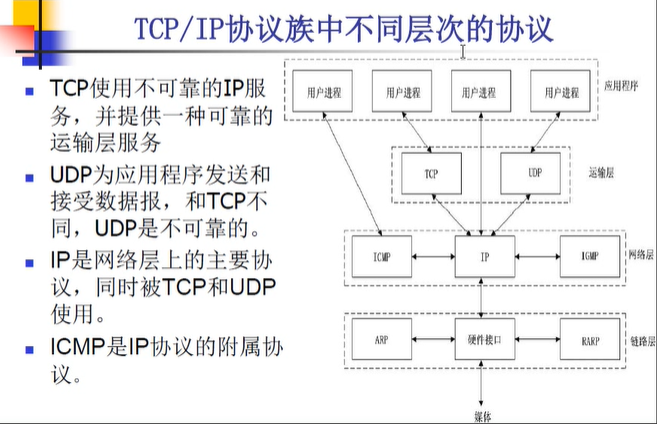 TCP/IP协议族中不同层次的协议
TCP使用不可靠的IP服
务，并提供一种可靠的
运输层服务
UDP为应用程序发送和
接受数据报，和TCP不
同，UDP是不可靠的。
IP是网络层上的主要协
议，同时被TCP和UDP
使用。
ICMP是IP协议的附属协
议。
用户进程 用户进程 用户进程 用户进程 应用程序
TCP UDP 运输层
ICMP IP IGMP 网络层
ARP 硬件接口 RARP 链路层
媒体